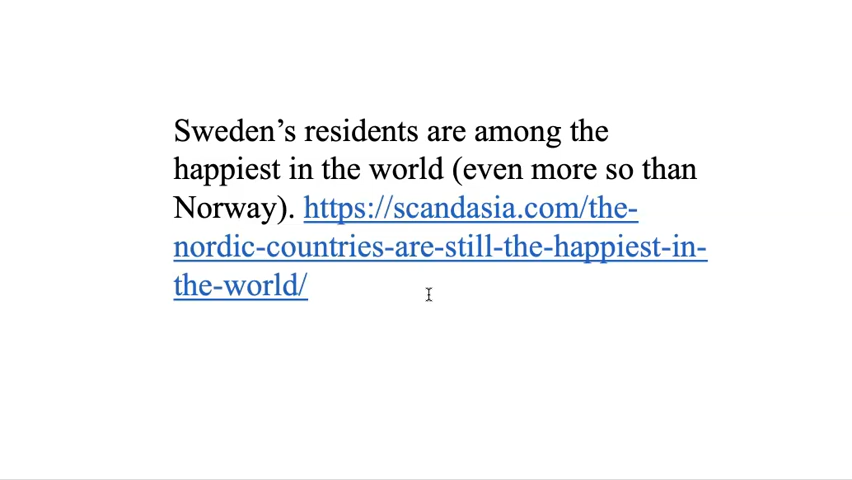 Sweden’s residents are among the
happiest in the world (even more so than
Norway). https://scandasia.com/the-
nordic-countries-are-still-the-happiest-in-
the-world/